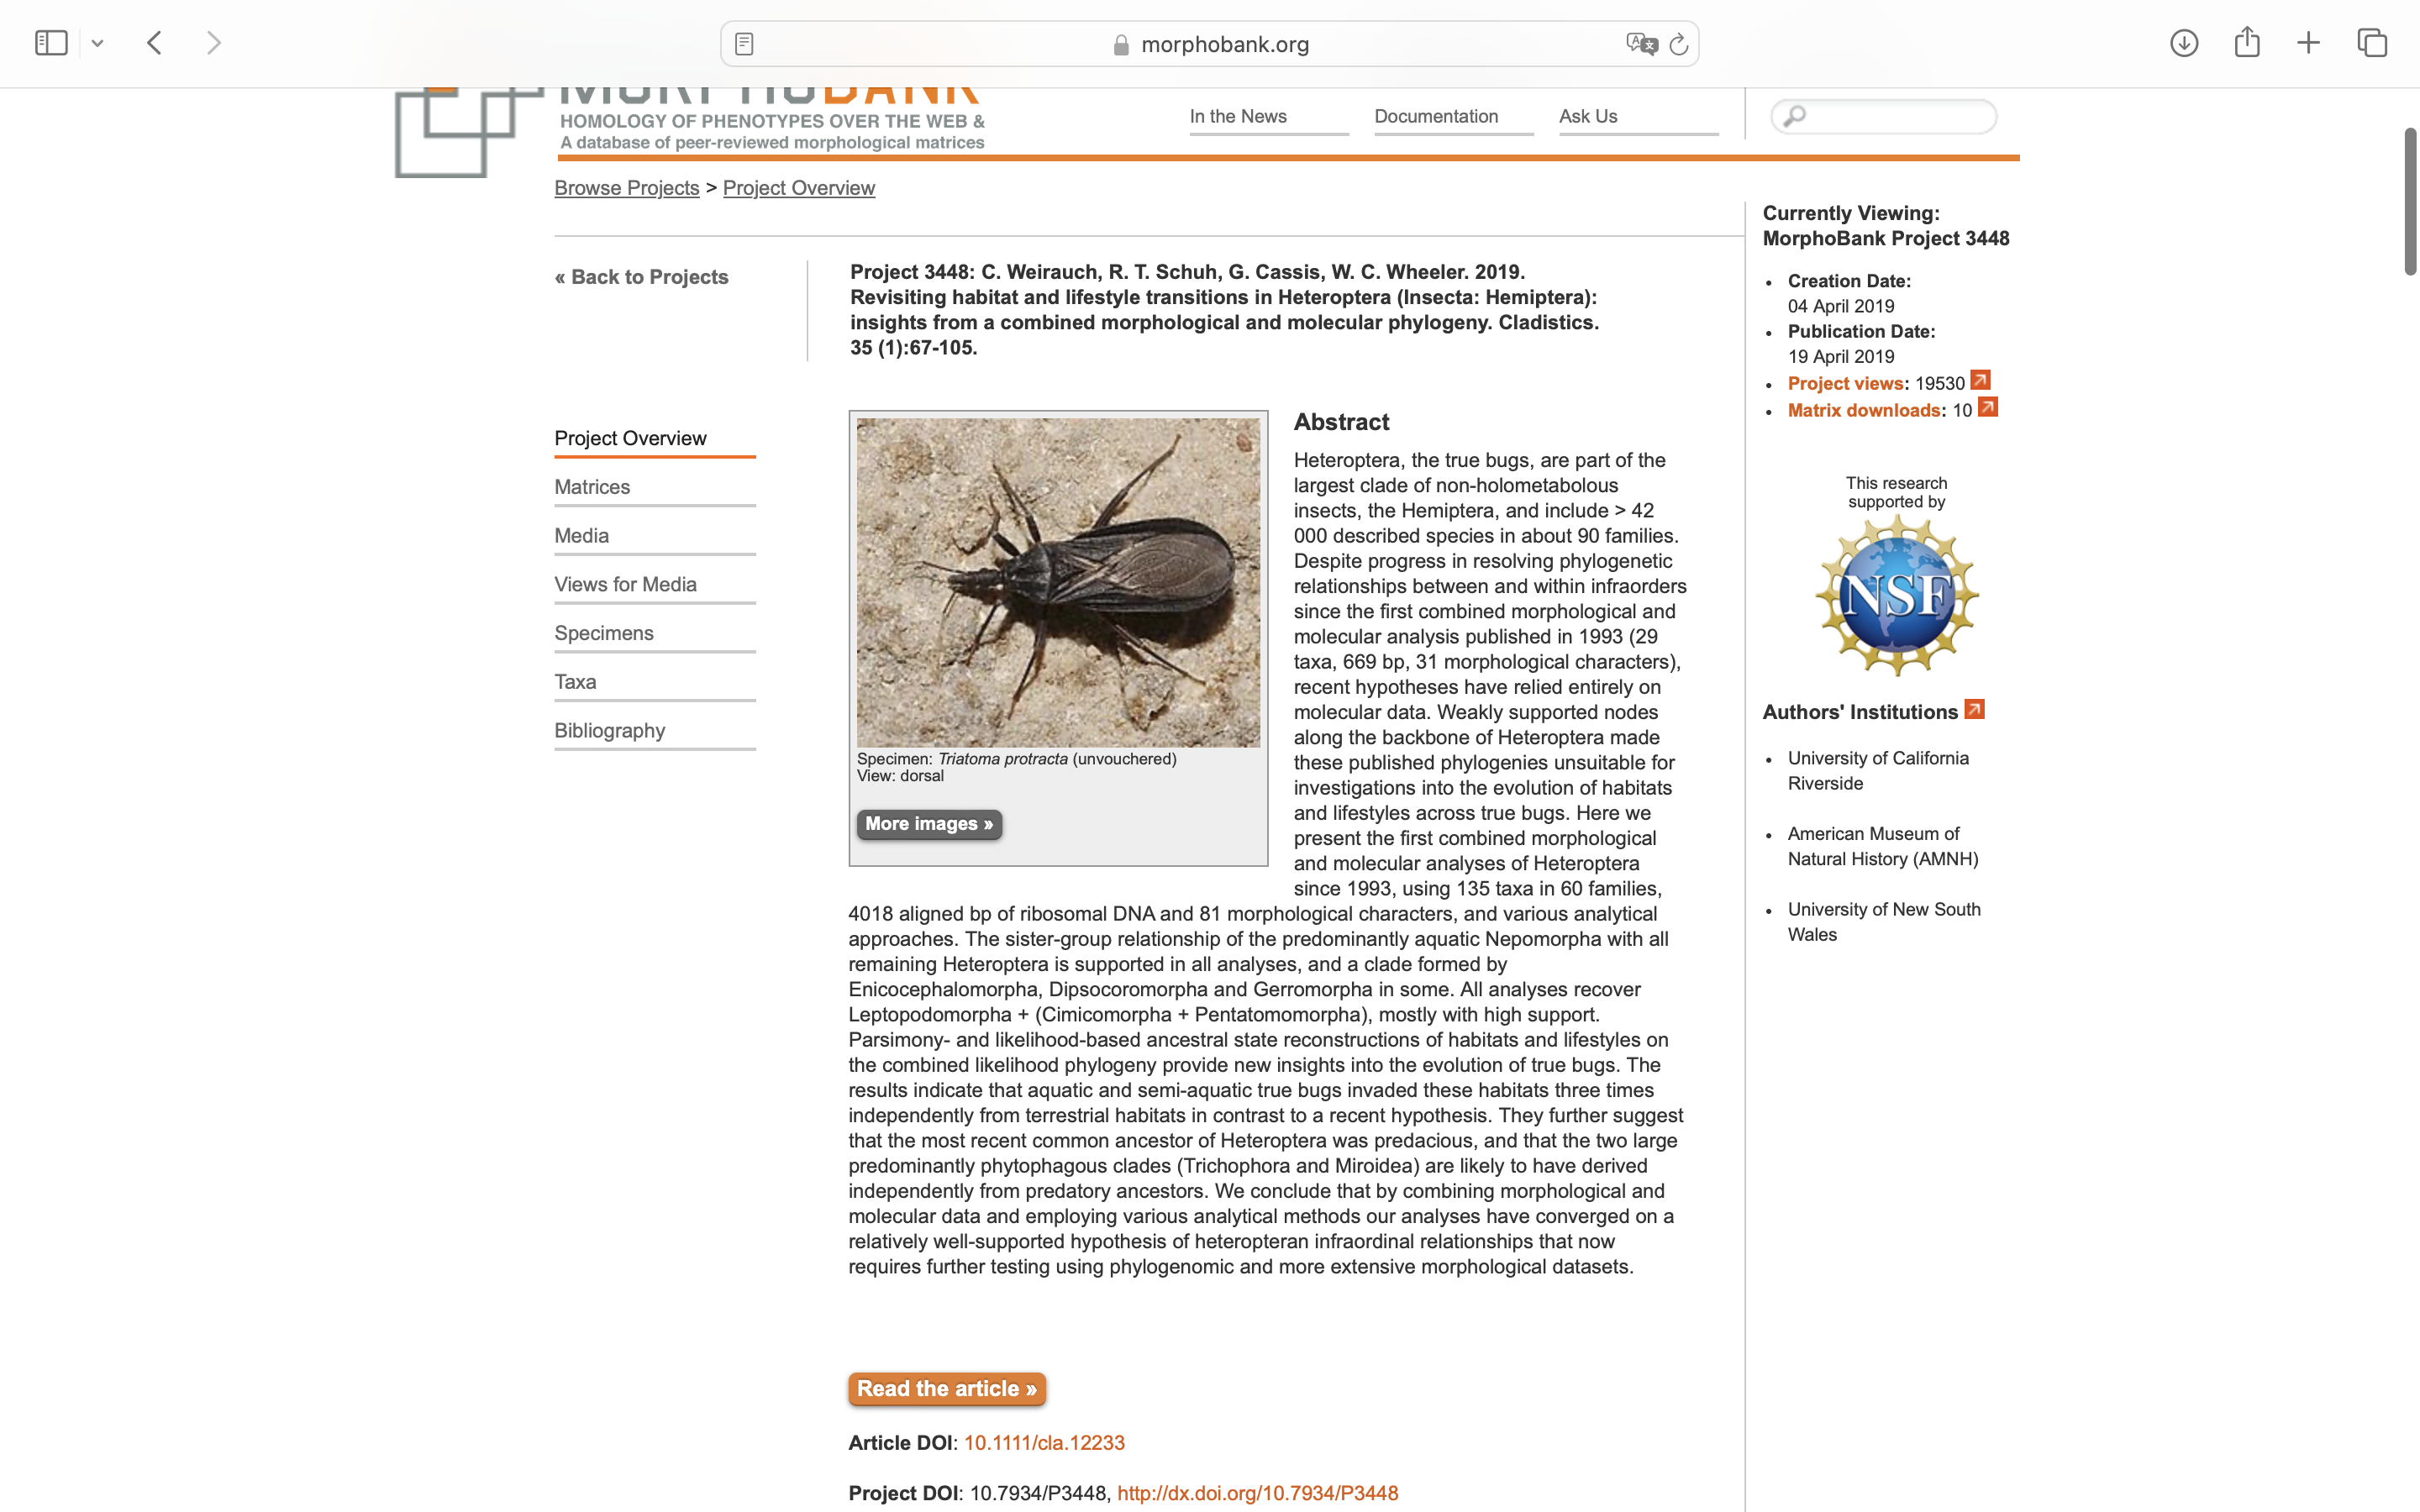 morphobank.org
MORPHOBANK
HOMOLOGY OF PHENOTYPES OVER THE WEB &
A database of peer-reviewed morphological matrices
In the News
Documentation
Ask Us
Browse Projects > Project Overview
« Back to Projects
Project 3448: C. Weirauch, R. T. Schuh, G. Cassis, W. C. Wheeler. 2019.
Revisiting habitat and lifestyle transitions in Heteroptera (Insecta: Hemiptera):
insights from a combined morphological and molecular phylogeny. Cladistics.
35 (1):67-105.
Project Overview
Matrices
Media
Views for Media
Specimens
Taxa
Bibliography
Specimen: Triatoma protracta (unvouchered)
View: dorsal
More images »
Abstract
Heteroptera, the true bugs, are part of the
largest clade of non-holometabolous
insects, the Hemiptera, and include > 42
000 described species in about 90 families.
Despite progress in resolving phylogenetic
relationships between and within infraorders
since the first combined morphological and
molecular analysis published in 1993 (29
taxa, 669 bp, 31 morphological characters),
recent hypotheses have relied entirely on
molecular data. Weakly supported nodes
along the backbone of Heteroptera made
these published phylogenies unsuitable for
investigations into the evolution of habitats
and lifestyles across true bugs. Here we
present the first combined morphological
and molecular analyses of Heteroptera
since 1993, using 135 taxa in 60 families,
4018 aligned bp of ribosomal DNA and 81 morphological characters, and various analytical
approaches. The sister-group relationship of the predominantly aquatic Nepomorpha with all
remaining Heteroptera is supported in all analyses, and a clade formed by
Enicocephalomorpha, Dipsocoromorpha and Gerromorpha in some. All analyses recover
Leptopodomorpha + (Cimicomorpha + Pentatomomorpha), mostly with high support.
Parsimony- and likelihood-based ancestral state reconstructions of habitats and lifestyles on
the combined likelihood phylogeny provide new insights into the evolution of true bugs. The
results indicate that aquatic and semi-aquatic true bugs invaded these habitats three times
independently from terrestrial habitats in contrast to a recent hypothesis. They further suggest
that the most recent common ancestor of Heteroptera was predacious, and that the two large
predominantly phytophagous clades (Trichophora and Miroidea) are likely to have derived
independently from predatory ancestors. We conclude that by combining morphological and
molecular data and employing various analytical methods our analyses have converged on a
relatively well-supported hypothesis of heteropteran infraordinal relationships that now
requires further testing using phylogenomic and more extensive morphological datasets.
Read the article »
Article DOI: 10.1111/cla.12233
Project DOI: 10.7934/P3448, http://dx.doi.org/10.7934/P3448
Currently Viewing:
MorphoBank Project 3448
• Creation Date:
04 April 2019
• Publication Date:
19 April 2019
• Project views: 19530
• Matrix downloads: 10
This research
supported by
NSF
Authors' Institutions
• University of California
Riverside
• American Museum of
Natural History (AMNH)
• University of New South
Wales